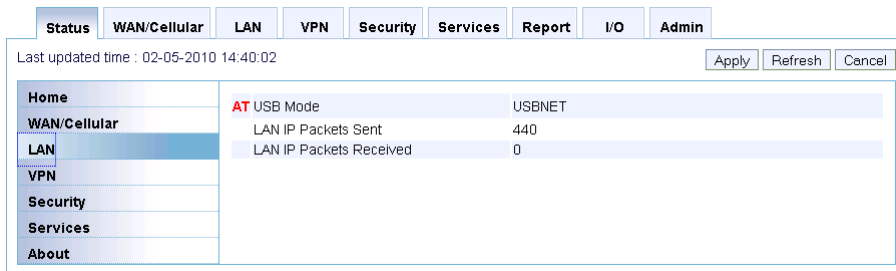 Status WAN/Cellular LAN VPN Security Services Report I/O Admin
Last updated time : 02-05-2010 14:40:02 Apply Refresh Cancel
Home
WAN/Cellular
LAN
VPN
Security
Services
About
AT USB Mode USBNET
LAN IP Packets Sent 440
LAN IP Packets Received 0